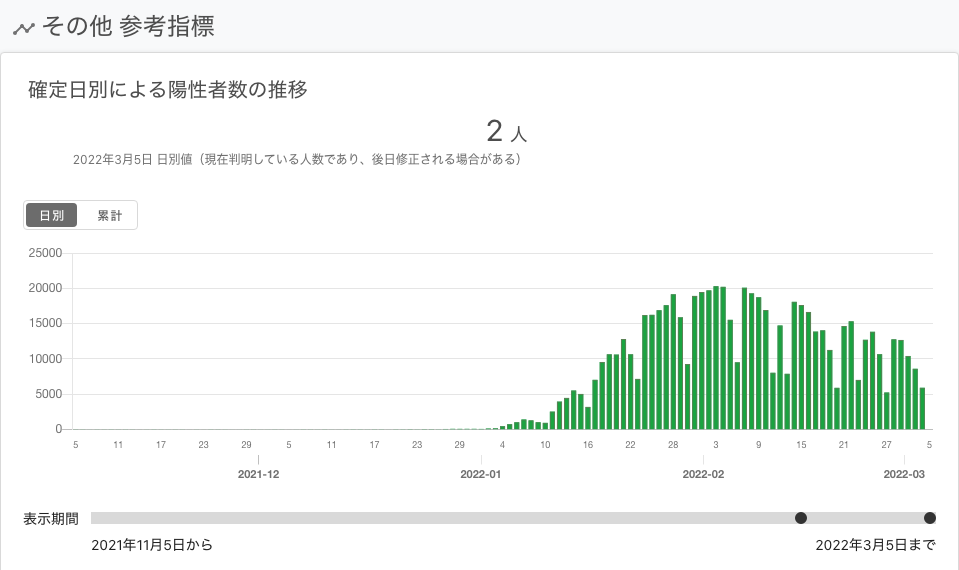 その他 参考指標
確定日別による陽性者数の推移
2 人
2022年3月5日 日別値（現在判明している人数であり、後日修正される場合がある）
日別 累計
25000
20000
15000
10000
5000
0
5 11 17 23 29 5 11 17 23 29 4 10 16 22 28 3 9 15 21 27 5
2021-12 2022-01 2022-02 2022-03
表示期間
2021年11月5日から 2022年3月5日まで